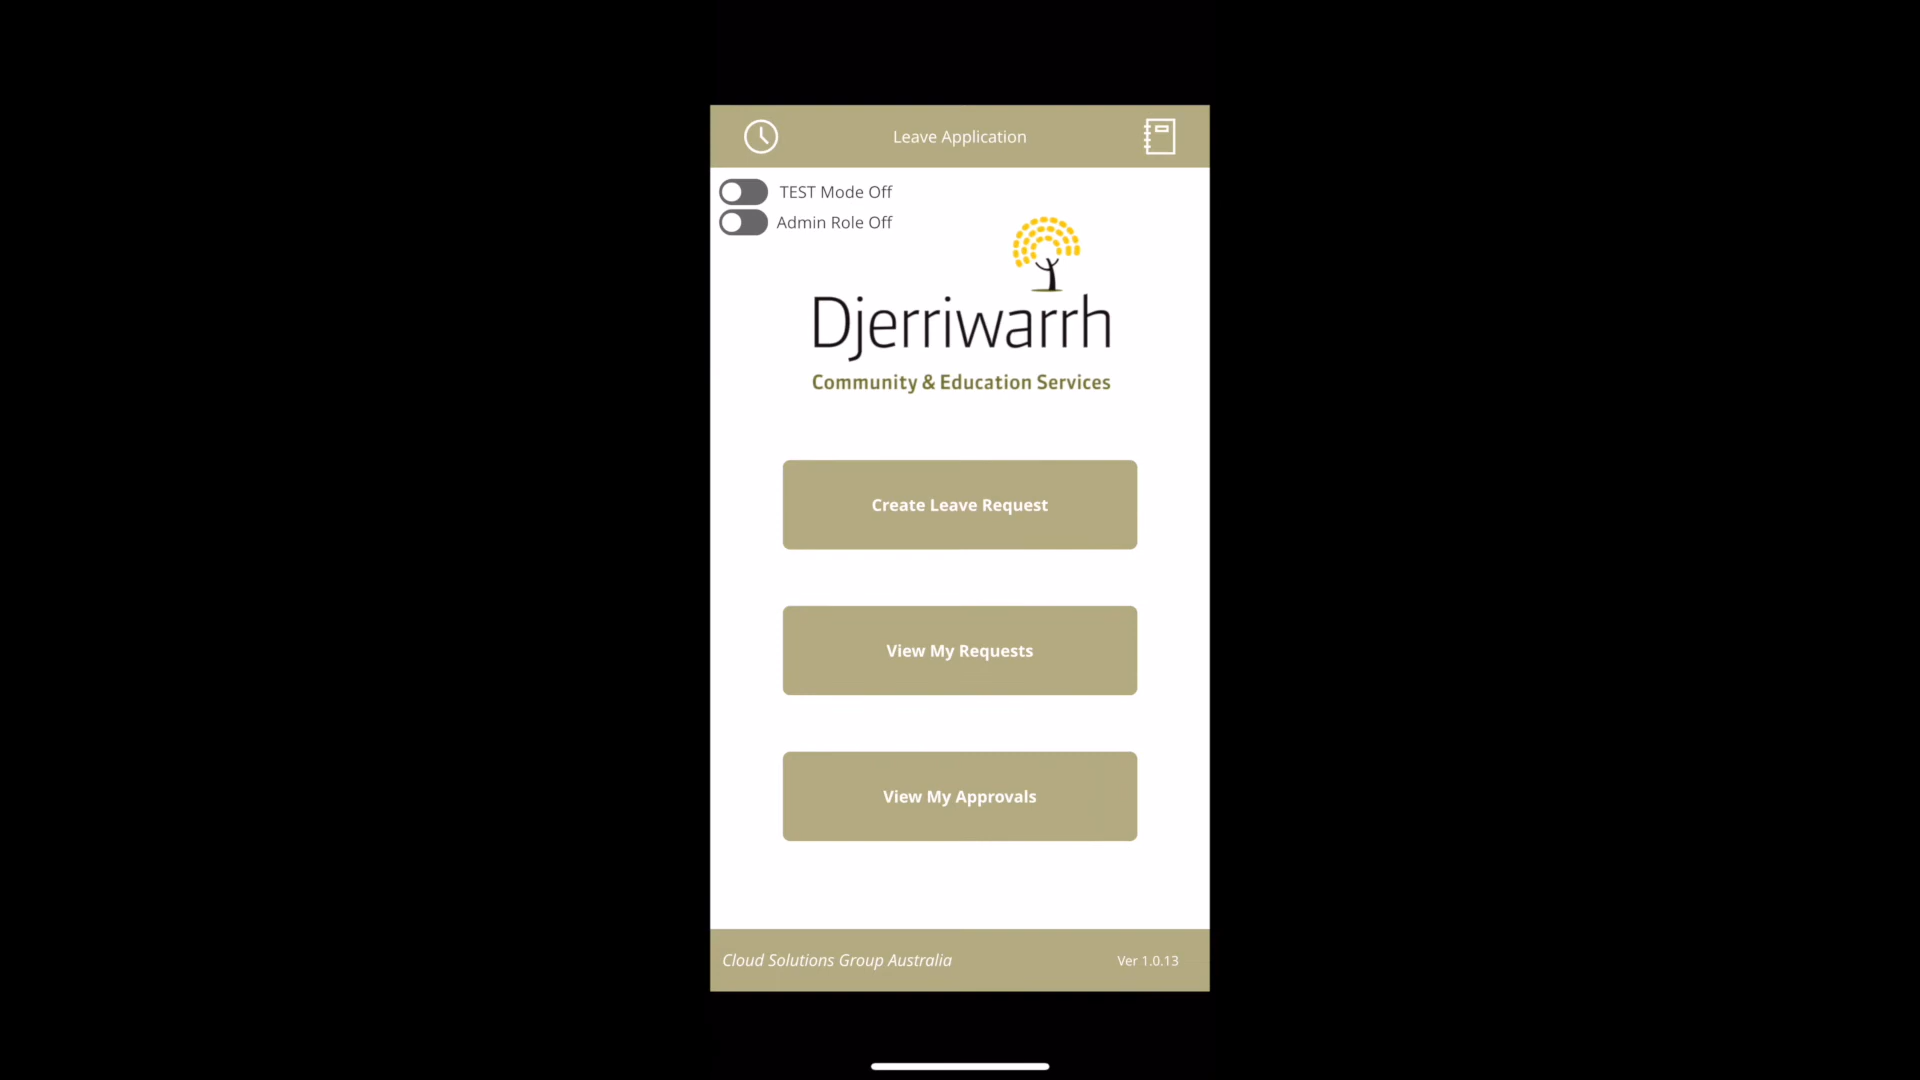 Leave Application
TEST Mode Off
Admin Role Off
Djerriwarrh
Community & Education Services
Create Leave Request
View My Requests
View My Approvals
Cloud Solutions Group Australia
Ver 1.0.13